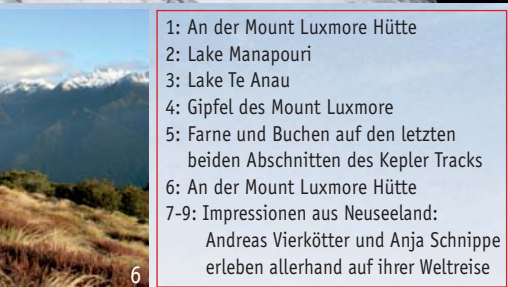 1: An der Mount Luxmore Hütte
2: Lake Manapouri
3: Lake Te Anau
4: Gipfel des Mount Luxmore
5: Farne und Buchen auf den letzten
beiden Abschnitten des Kepler Tracks
6: An der Mount Luxmore Hütte
7-9: Impressionen aus Neuseeland:
Andreas Vierkötter und Anja Schnippe
erleben allerhand auf ihrer Weltreise
6